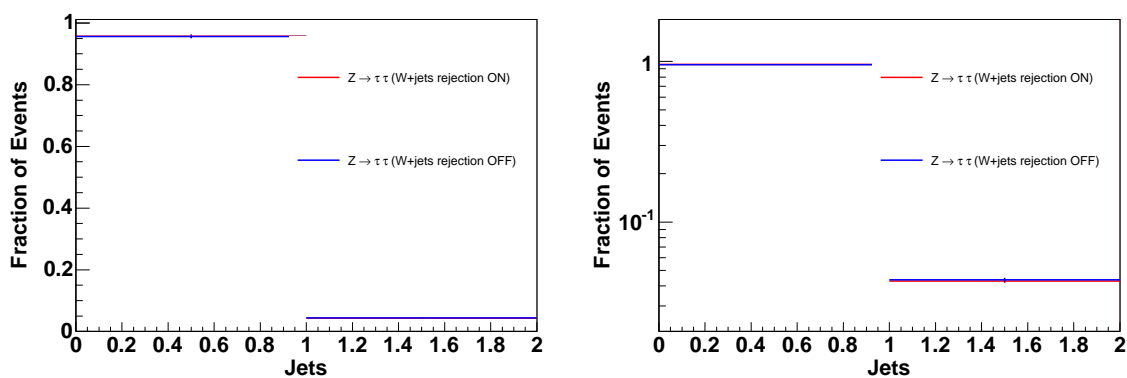 1
0.8
0.6
0.4
0.2
0
Fraction of Events
Z → τ τ (W+jets rejection ON)
Z → τ τ (W+jets rejection OFF)
0 0.2 0.4 0.6 0.8 1 1.2 1.4 1.6 1.8 2
Jets
1
10-1
Fraction of Events
Z → τ τ (W+jets rejection ON)
Z → τ τ (W+jets rejection OFF)
0 0.2 0.4 0.6 0.8 1 1.2 1.4 1.6 1.8 2
Jets